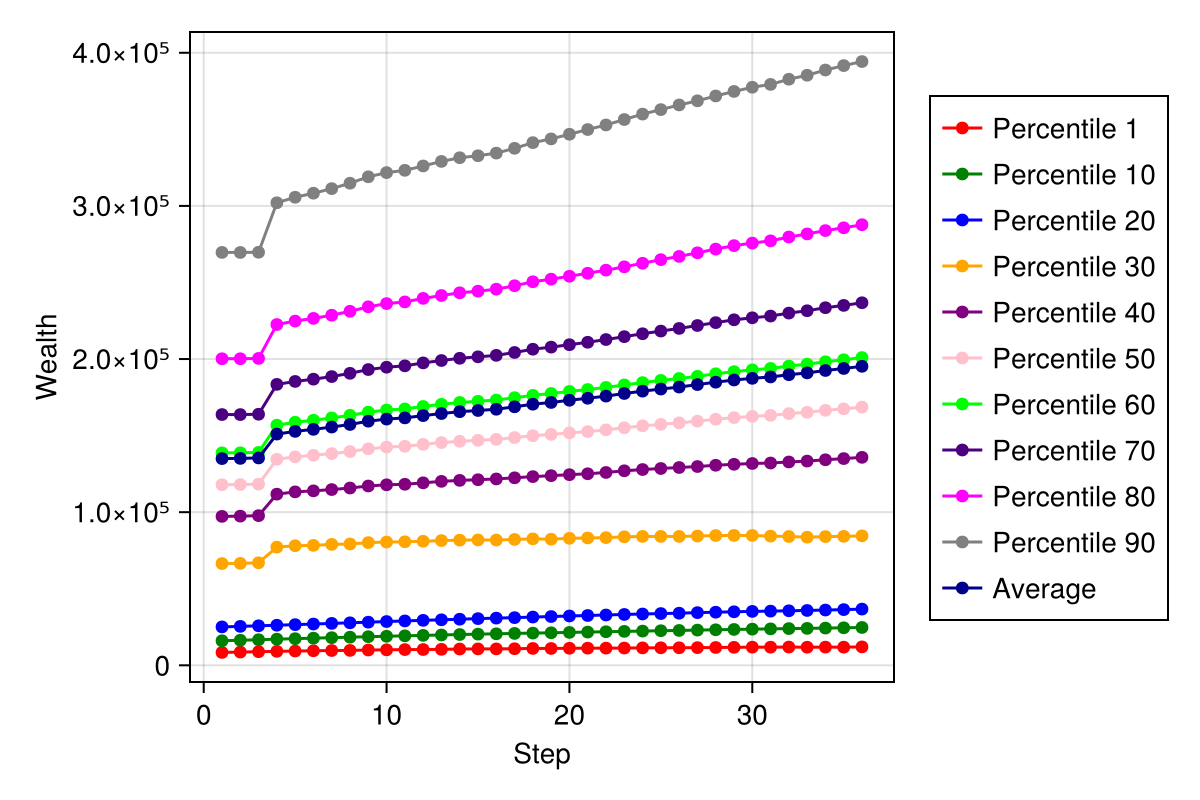 4.0×10⁵
3.0×10⁵
2.0×10⁵
1.0×10⁵
0
Wealth
0 10 20 30
Step
Percentile 1
Percentile 10
Percentile 20
Percentile 30
Percentile 40
Percentile 50
Percentile 60
Percentile 70
Percentile 80
Percentile 90
Average